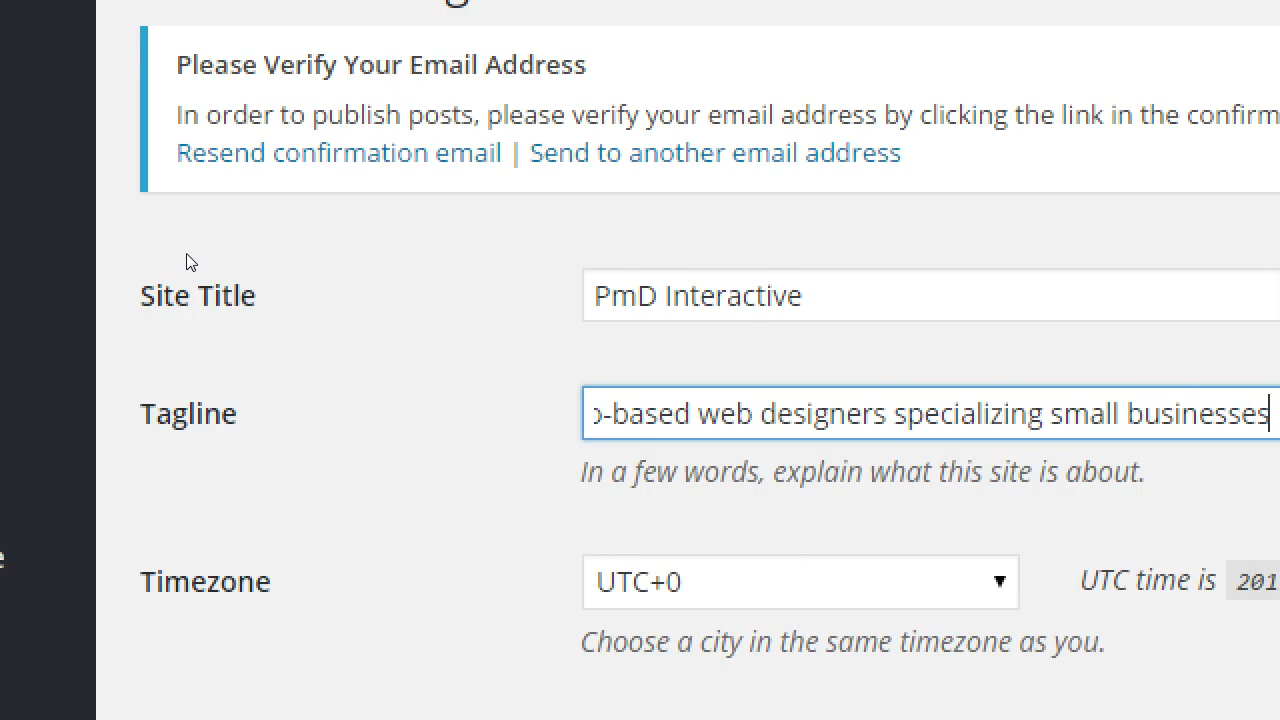 Please Verify Your Email Address
In order to publish posts, please verify your email address by clicking the link in the
Resend confirmation email | Send to another email address
Site Title
PmD Interactive
Tagline
-based web designers specializing small businesses
In a few words, explain what this site is about.
Timezone
UTC+0
UTC time is 201
Choose a city in the same timezone as you.